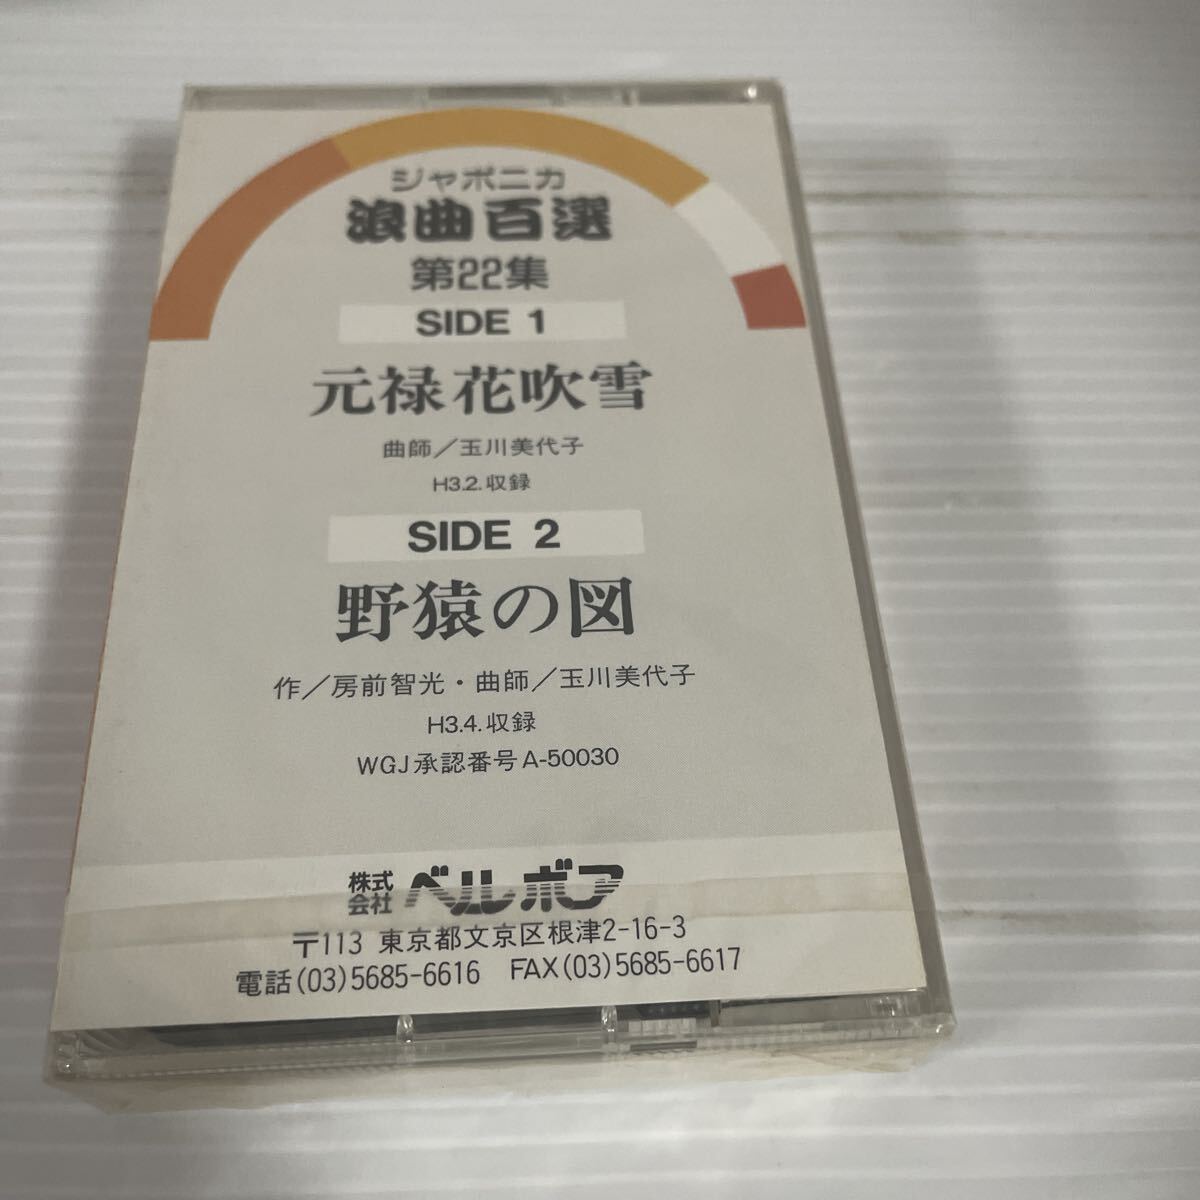 ジャポニカ
浪曲百選
第22集
SIDE 1
元禄花吹雪
曲師／玉川美代子
H3.2.収録
SIDE 2
野猿の図
作／房前智光・曲師／玉川美代子
H3.4.収録
WGJ承認番号A-50030
株式会社 ベルボア
〒113 東京都文京区根津2-16-3
電話(03)5685-6616 FAX(03)5685-6617